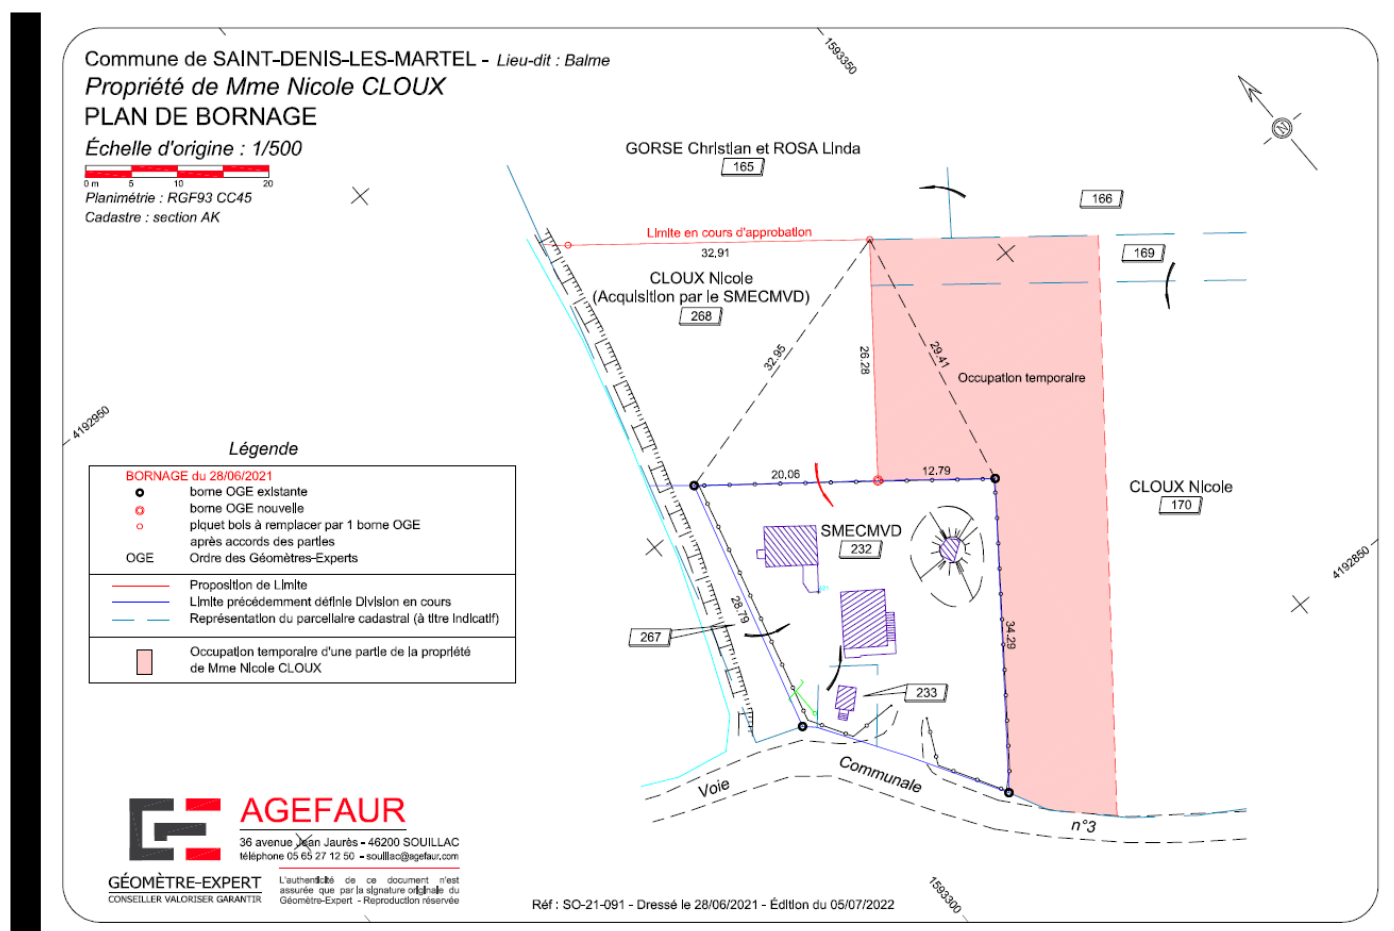 Commune de SAINT-DENIS-LES-MARTEL - Lieu-dit : Balme
Propriété de Mme Nicole CLOUX
PLAN DE BORNAGE
Échelle d'origine : 1/500
0 m 5 10 20
Planimétrie : RGF93 CC45
Cadastre : section AK
1593350
N
GORSE Christian et ROSA Linda
165
166
169
Limite en cours d'approbation
32,91
CLOUX Nicole
(Acquisition par le SMECMVD)
268
32.95
26.28
29.41
Occupation temporaire
4192950
20,06
12.79
CLOUX Nicole
170
SMECMVD
232
4192850
28.79
34.29
267
233
Voie
Communale
n°3
Légende
BORNAGE du 28/06/2021
borne OGE existante
borne OGE nouvelle
piquet bois à remplacer par 1 borne OGE
après accords des parties
OGE Ordre des Géomètres-Experts
Proposition de Limite
Limite précédemment définie Division en cours
Représentation du parcellaire cadastral (à titre indicatif)
Occupation temporaire d'une partie de la propriété
de Mme Nicole CLOUX
AGEFAUR
36 avenue Jean Jaurès - 46200 SOUILLAC
téléphone 05 65 27 12 50 - souillac@agefaur.com
GÉOMÈTRE-EXPERT
CONSEILLER VALORISER GARANTIR
L'authenticité de ce document n'est
assurée que par la signature originale du
Géomètre-Expert - Reproduction réservée
Réf : SO-21-091 - Dressé le 28/06/2021 - Édition du 05/07/2022
1593300